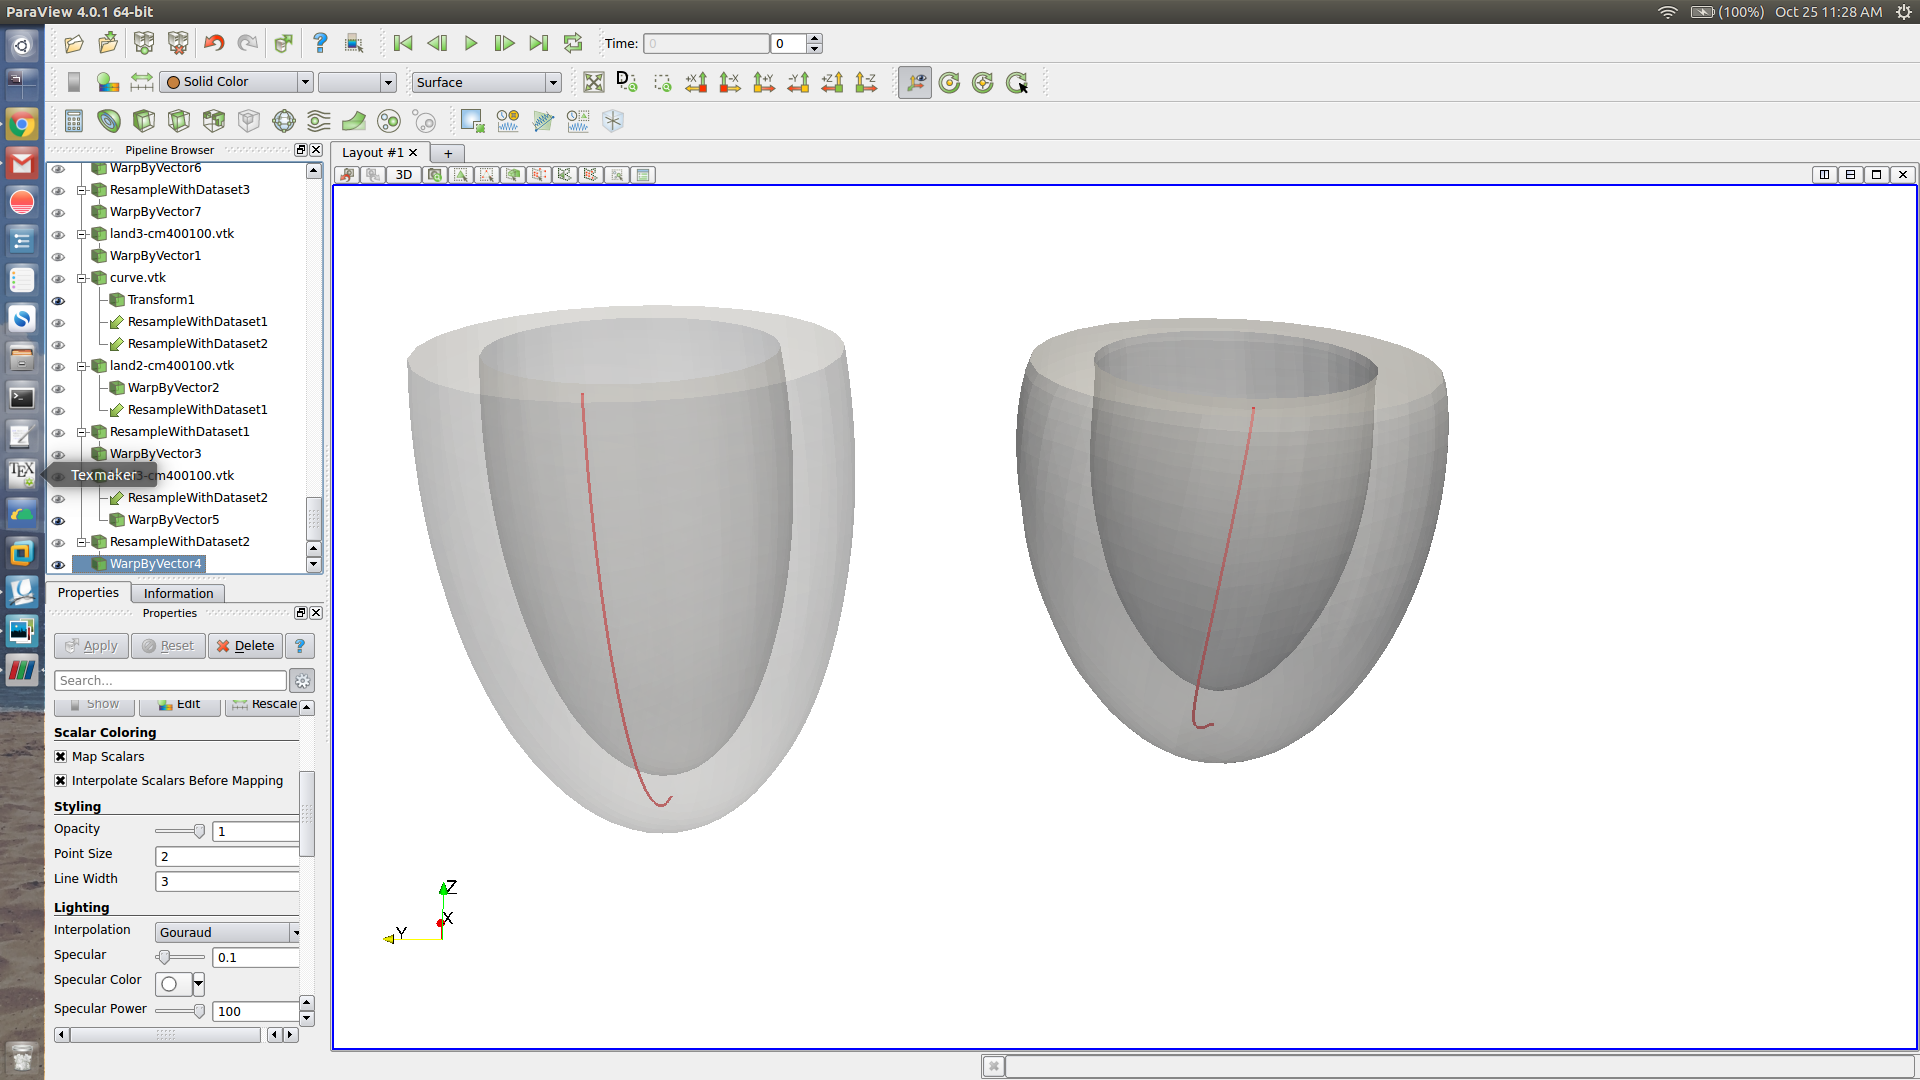 ParaView 4.0.1 64-bit
(100%) Oct 25 11:28 AM
Time: 0 0
Solid Color
Surface
D
+X -X +Y -Y +Z -Z
Pipeline Browser
WarpByVector6
ResampleWithDataset3
WarpByVector7
land3-cm400100.vtk
WarpByVector1
curve.vtk
Transform1
ResampleWithDataset1
ResampleWithDataset2
land2-cm400100.vtk
WarpByVector2
ResampleWithDataset1
ResampleWithDataset1
WarpByVector3
Texmaker 3-cm400100.vtk
ResampleWithDataset2
WarpByVector5
ResampleWithDataset2
WarpByVector4
Properties Information
Properties
Apply Reset Delete ?
Search...
Show Edit Rescale
Scalar Coloring
Map Scalars
Interpolate Scalars Before Mapping
Styling
Opacity 1
Point Size 2
Line Width 3
Lighting
Interpolation Gouraud
Specular 0.1
Specular Color
Specular Power 100
Layout #1 +
3D
Z
X
Y